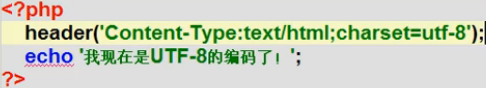 <?php
header('Content-Type:text/html;charset=utf-8');
echo '我现在是UTF-8的编码了！';
?>